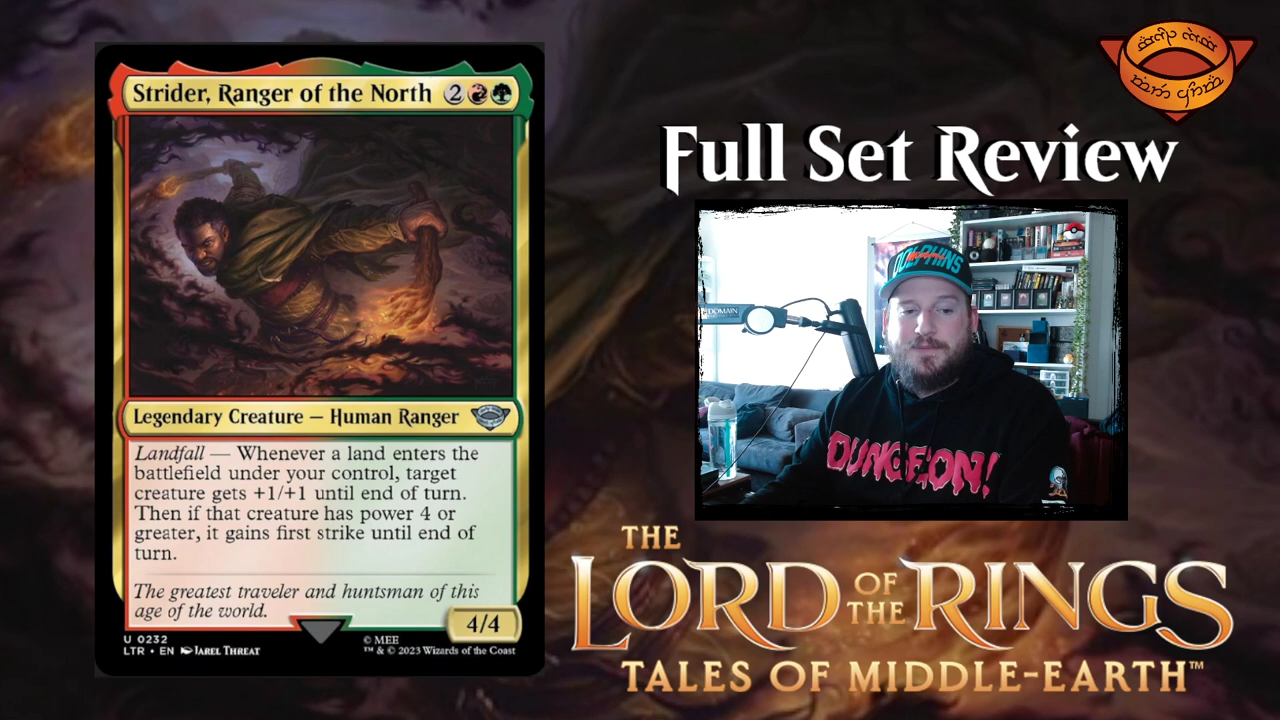 Strider, Ranger of the North 2
Legendary Creature — Human Ranger
Landfall — Whenever a land enters the
battlefield under your control, target
creature gets +1/+1 until end of turn.
Then if that creature has power 4 or
greater, it gains first strike until end of
turn.
The greatest traveler and huntsman of this
age of the world.
4/4
U 0232
LTR • EN JAREL THREAT
© MEE
™ & © 2023 Wizards of the Coast
Full Set Review
DOLPHINS
DOMAIN
DUNGEON!
THE
LORD OF THE RINGS
TALES OF MIDDLE-EARTH™